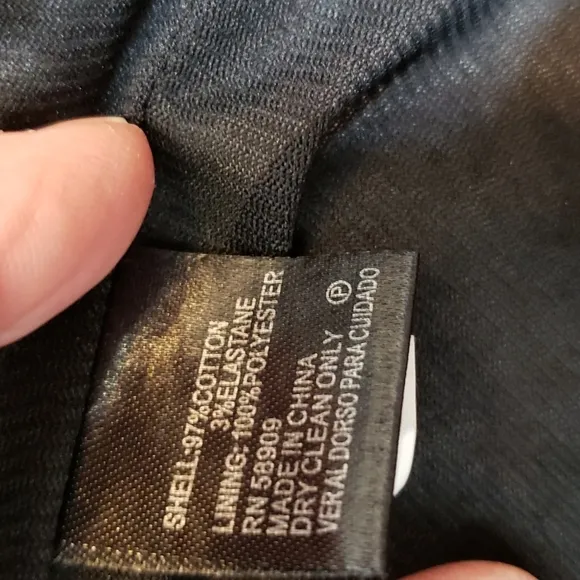 SHELL:97%COTTON
3%ELASTANE
LINING: 100%POLYESTER
RN 58909
MADE IN CHINA
DRY CLEAN ONLY Ⓟ
VER AL DORSO PARA CUIDADO